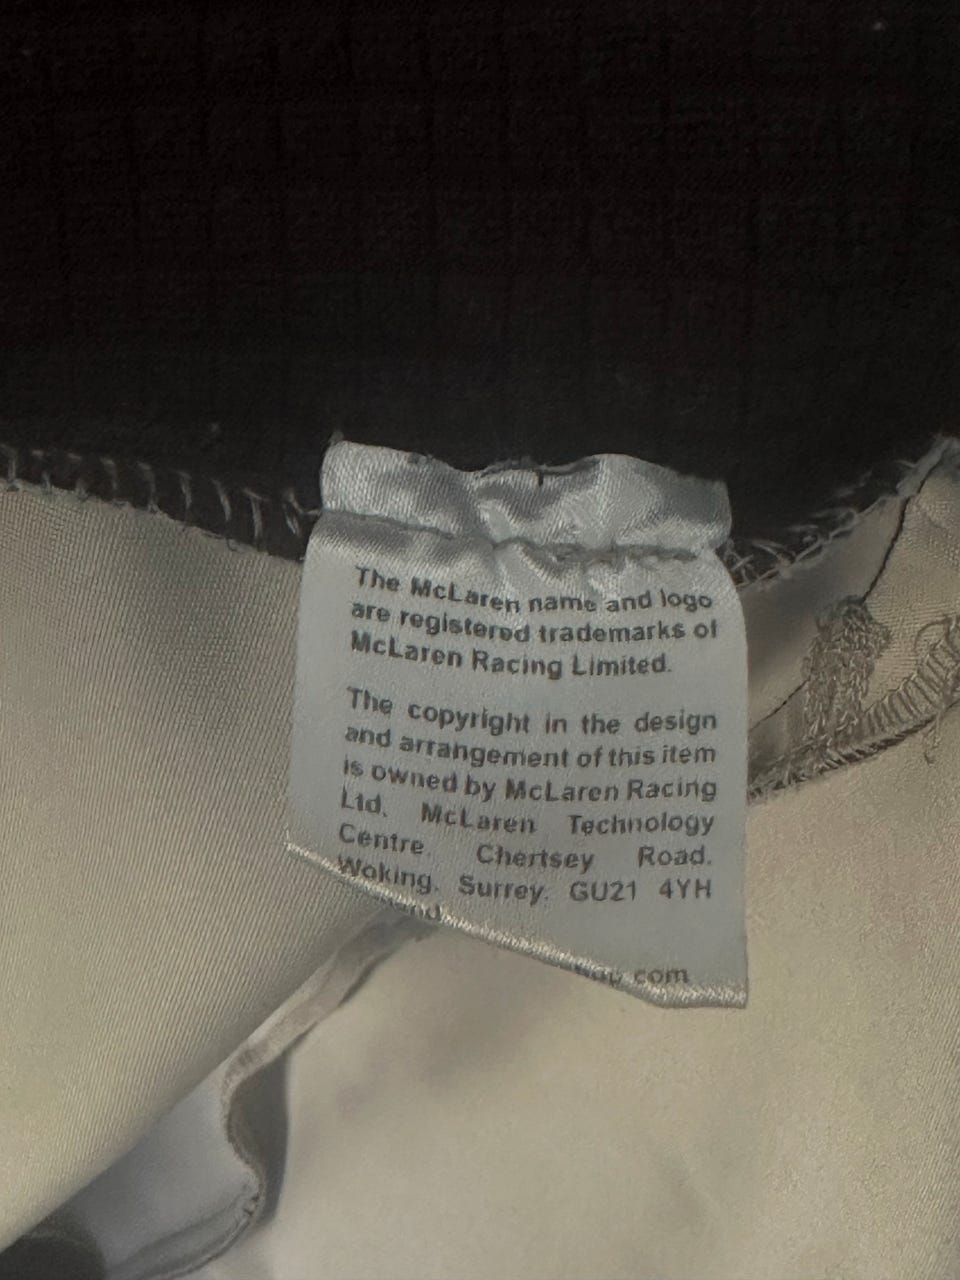 The McLaren name and logo
are registered trademarks of
McLaren Racing Limited.
The copyright in the design
and arrangement of this item
is owned by McLaren Racing
Ltd, McLaren Technology
Centre, Chertsey Road,
Woking, Surrey, GU21 4YH
com